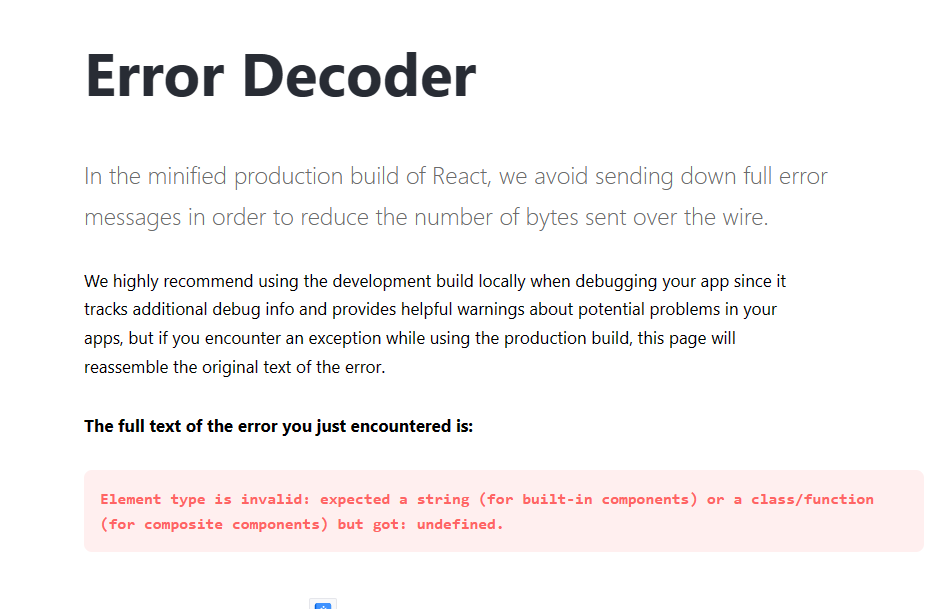 Error Decoder
In the minified production build of React, we avoid sending down full error
messages in order to reduce the number of bytes sent over the wire.
We highly recommend using the development build locally when debugging your app since it
tracks additional debug info and provides helpful warnings about potential problems in your
apps, but if you encounter an exception while using the production build, this page will
reassemble the original text of the error.
The full text of the error you just encountered is:
Element type is invalid: expected a string (for built-in components) or a class/function
(for composite components) but got: undefined.